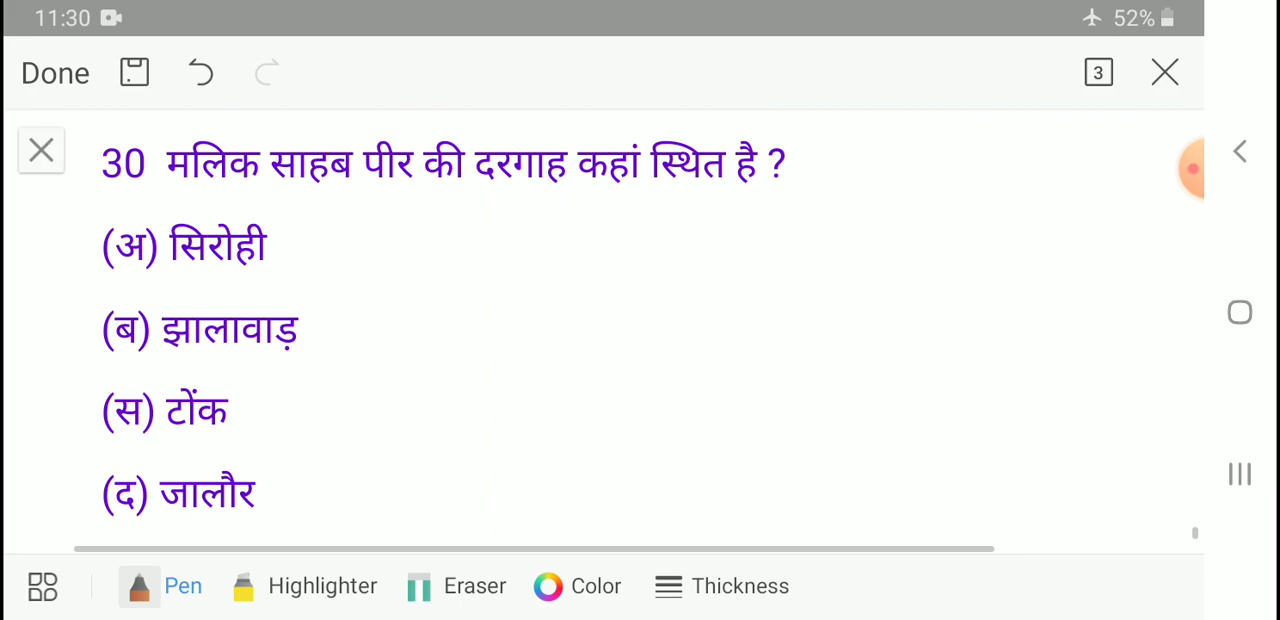 11:30 52%
Done 3
30 मलिक साहब पीर की दरगाह कहां स्थित है ?
(अ) सिरोही
(ब) झालावाड़
(स) टोंक
(द) जालौर
Pen Highlighter Eraser Color Thickness